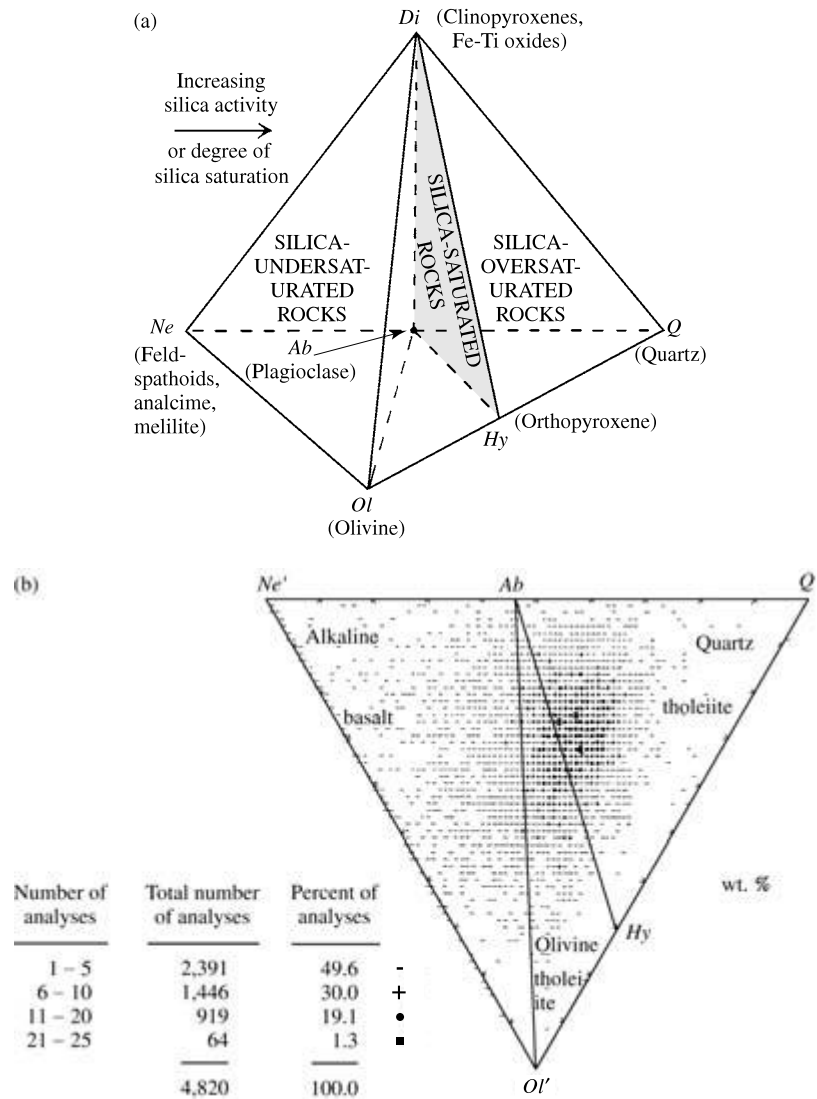 (a)
Di (Clinopyroxenes,
Fe-Ti oxides)
Increasing
silica activity
or degree of
silica saturation
SILICA-
UNDERSAT-
URATED
ROCKS
SILICA-SATURATED
ROCKS
SILICA-
OVERSAT-
URATED
ROCKS
Ne
(Feld-
spathoids,
analcime,
melilite)
Ab
(Plagioclase)
Q
(Quartz)
Hy
(Orthopyroxene)
Ol
(Olivine)
(b)
Ne' Ab Q
Alkaline
basalt
Quartz
tholeiite
wt. %
Hy
Olivine
tholei-
ite
Ol'
Number of
analyses
Total number
of analyses
Percent of
analyses
1 – 5 2,391 49.6 -
6 – 10 1,446 30.0 +
11 – 20 919 19.1 •
21 – 25 64 1.3 ■
4,820 100.0